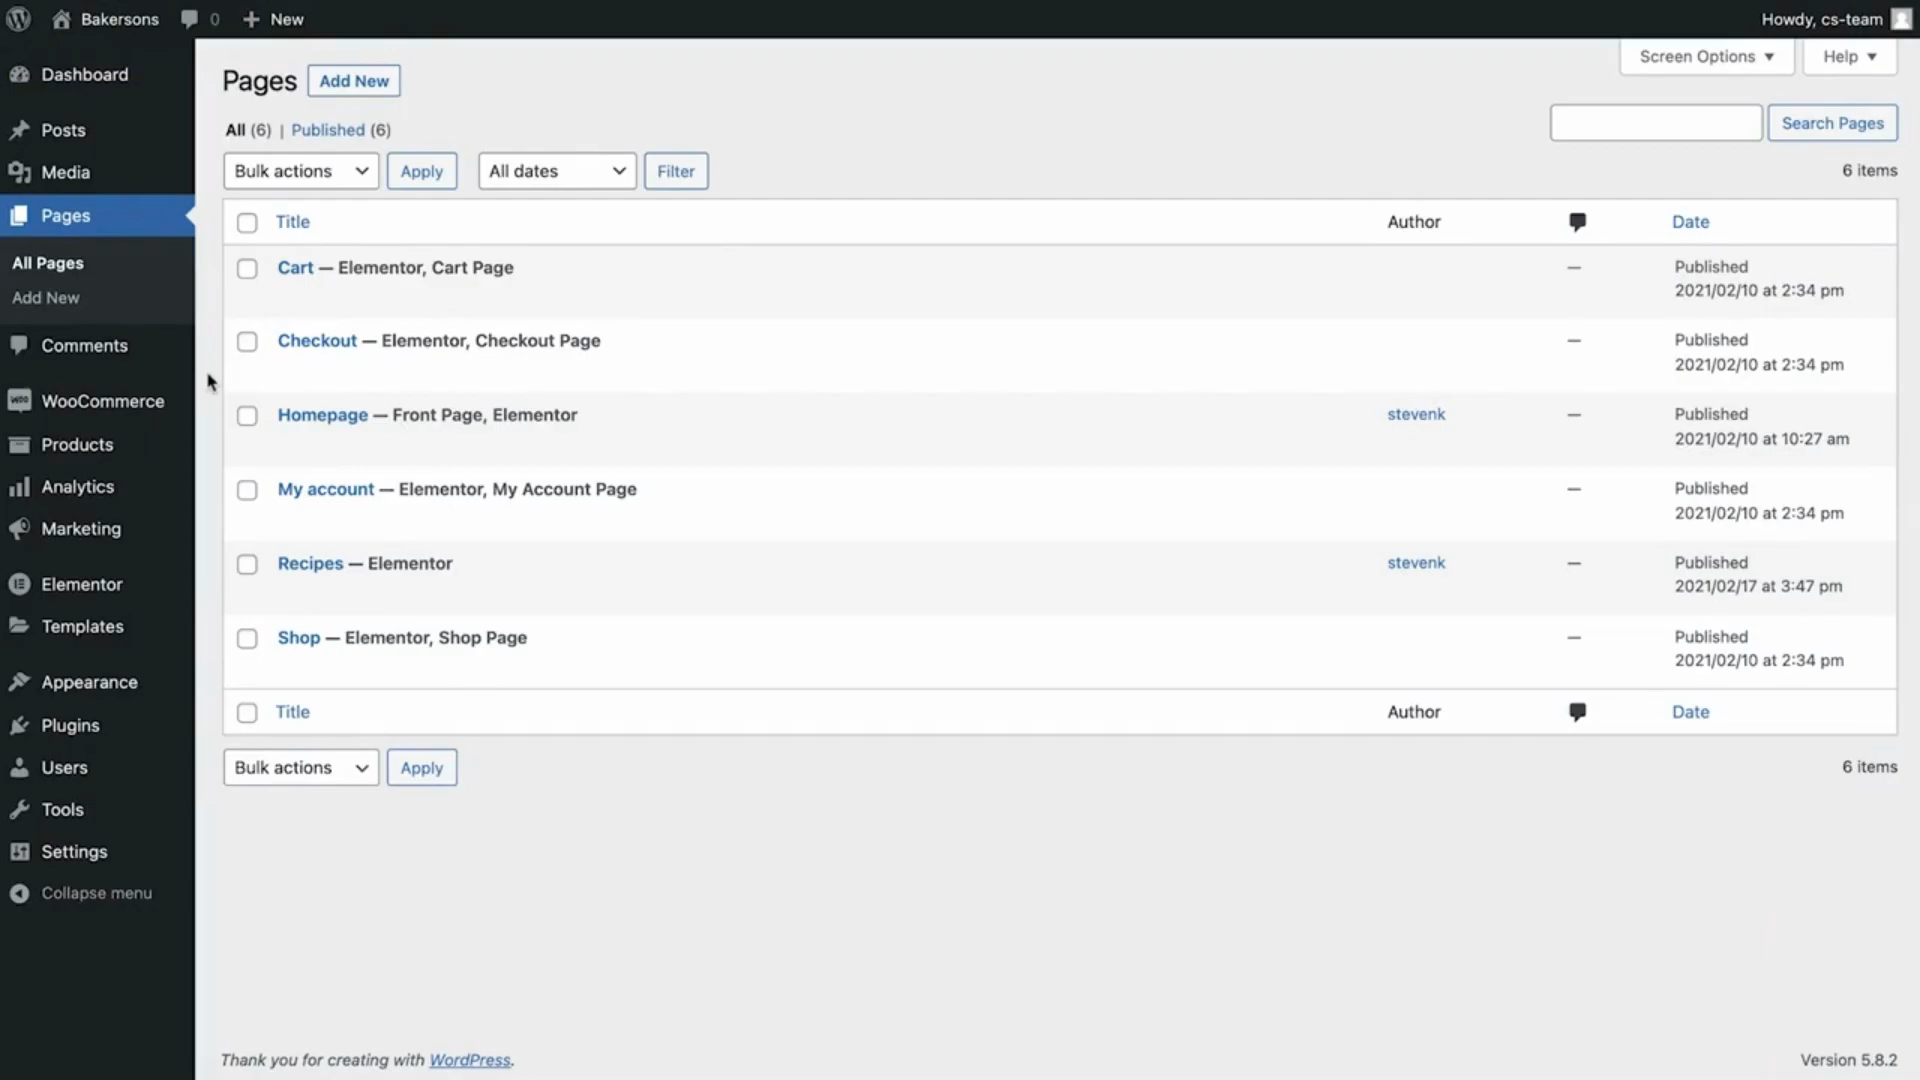 Bakersons 0 New Howdy, cs-team
Dashboard
Posts
Media
Pages
All Pages
Add New
Comments
WooCommerce
Products
Analytics
Marketing
Elementor
Templates
Appearance
Plugins
Users
Tools
Settings
Collapse menu
Screen Options Help
Pages Add New
All (6) | Published (6)
Search Pages
Bulk actions Apply All dates Filter 6 items
Title Author Date
Cart — Elementor, Cart Page — Published
2021/02/10 at 2:34 pm
Checkout — Elementor, Checkout Page — Published
2021/02/10 at 2:34 pm
Homepage — Front Page, Elementor stevenk — Published
2021/02/10 at 10:27 am
My account — Elementor, My Account Page — Published
2021/02/10 at 2:34 pm
Recipes — Elementor stevenk — Published
2021/02/17 at 3:47 pm
Shop — Elementor, Shop Page — Published
2021/02/10 at 2:34 pm
Title Author Date
Bulk actions Apply 6 items
Thank you for creating with WordPress. Version 5.8.2